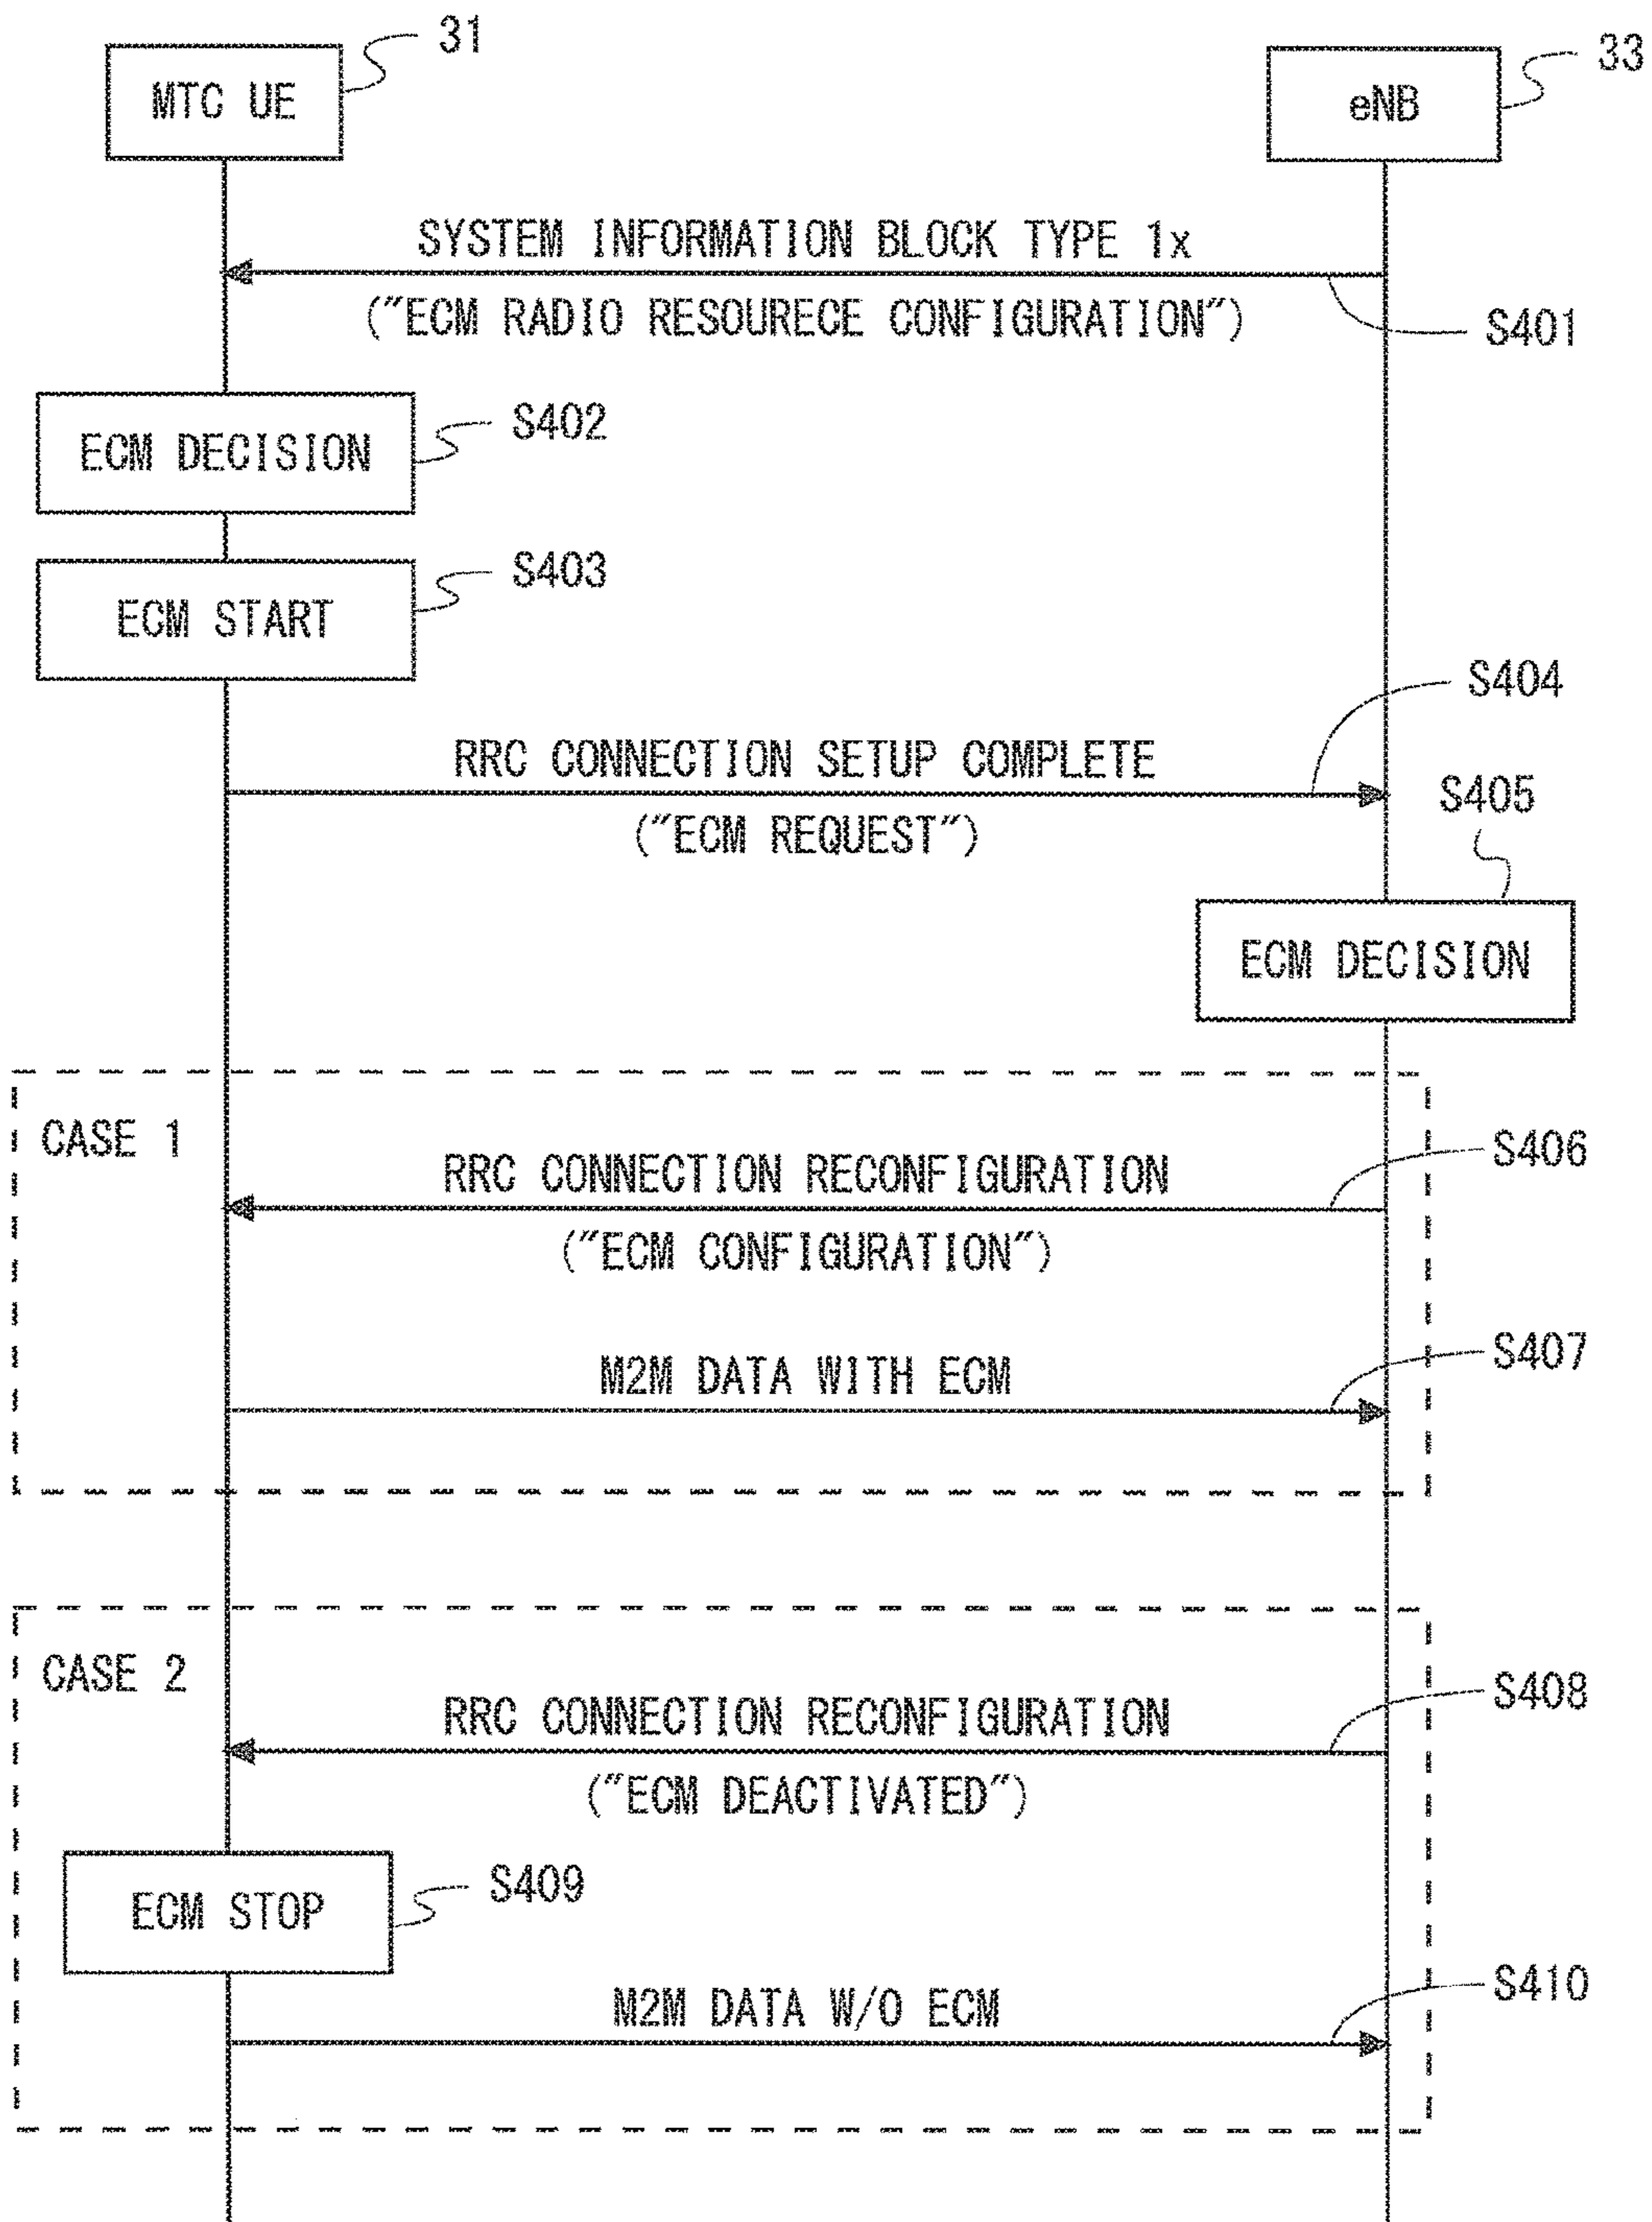 31
33
MTC UE
eNB
SYSTEM INFORMATION BLOCK TYPE 1x
("ECM RADIO RESOURECE CONFIGURATION")
S401
ECM DECISION
S402
ECM START
S403
S404
RRC CONNECTION SETUP COMPLETE
("ECM REQUEST")
S405
ECM DECISION
CASE 1
S406
RRC CONNECTION RECONFIGURATION
("ECM CONFIGURATION")
S407
M2M DATA WITH ECM
CASE 2
S408
RRC CONNECTION RECONFIGURATION
("ECM DEACTIVATED")
ECM STOP
S409
S410
M2M DATA W/O ECM